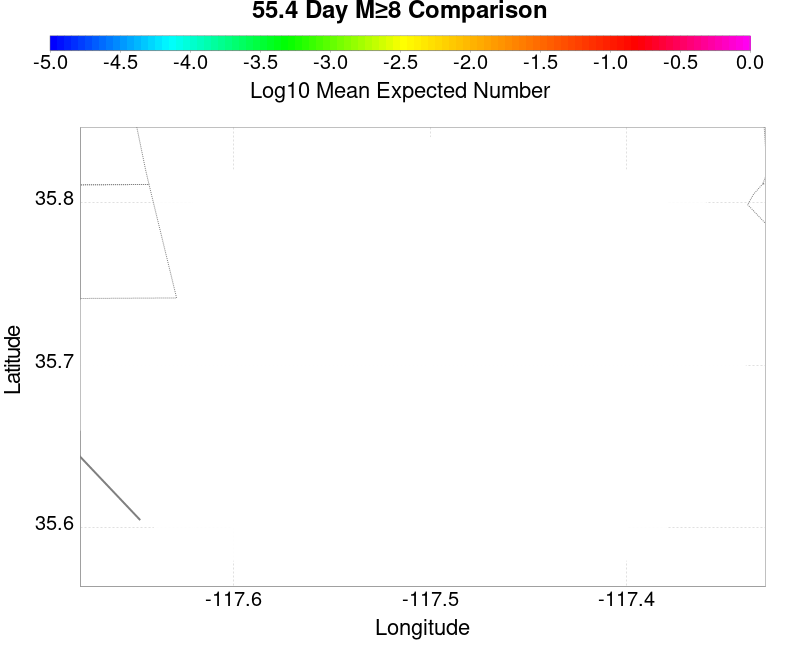 55.4 Day M≥8 Comparison
-5.0 -4.5 -4.0 -3.5 -3.0 -2.5 -2.0 -1.5 -1.0 -0.5 0.0
Log10 Mean Expected Number
35.8
35.7
35.6
Latitude
-117.6 -117.5 -117.4
Longitude